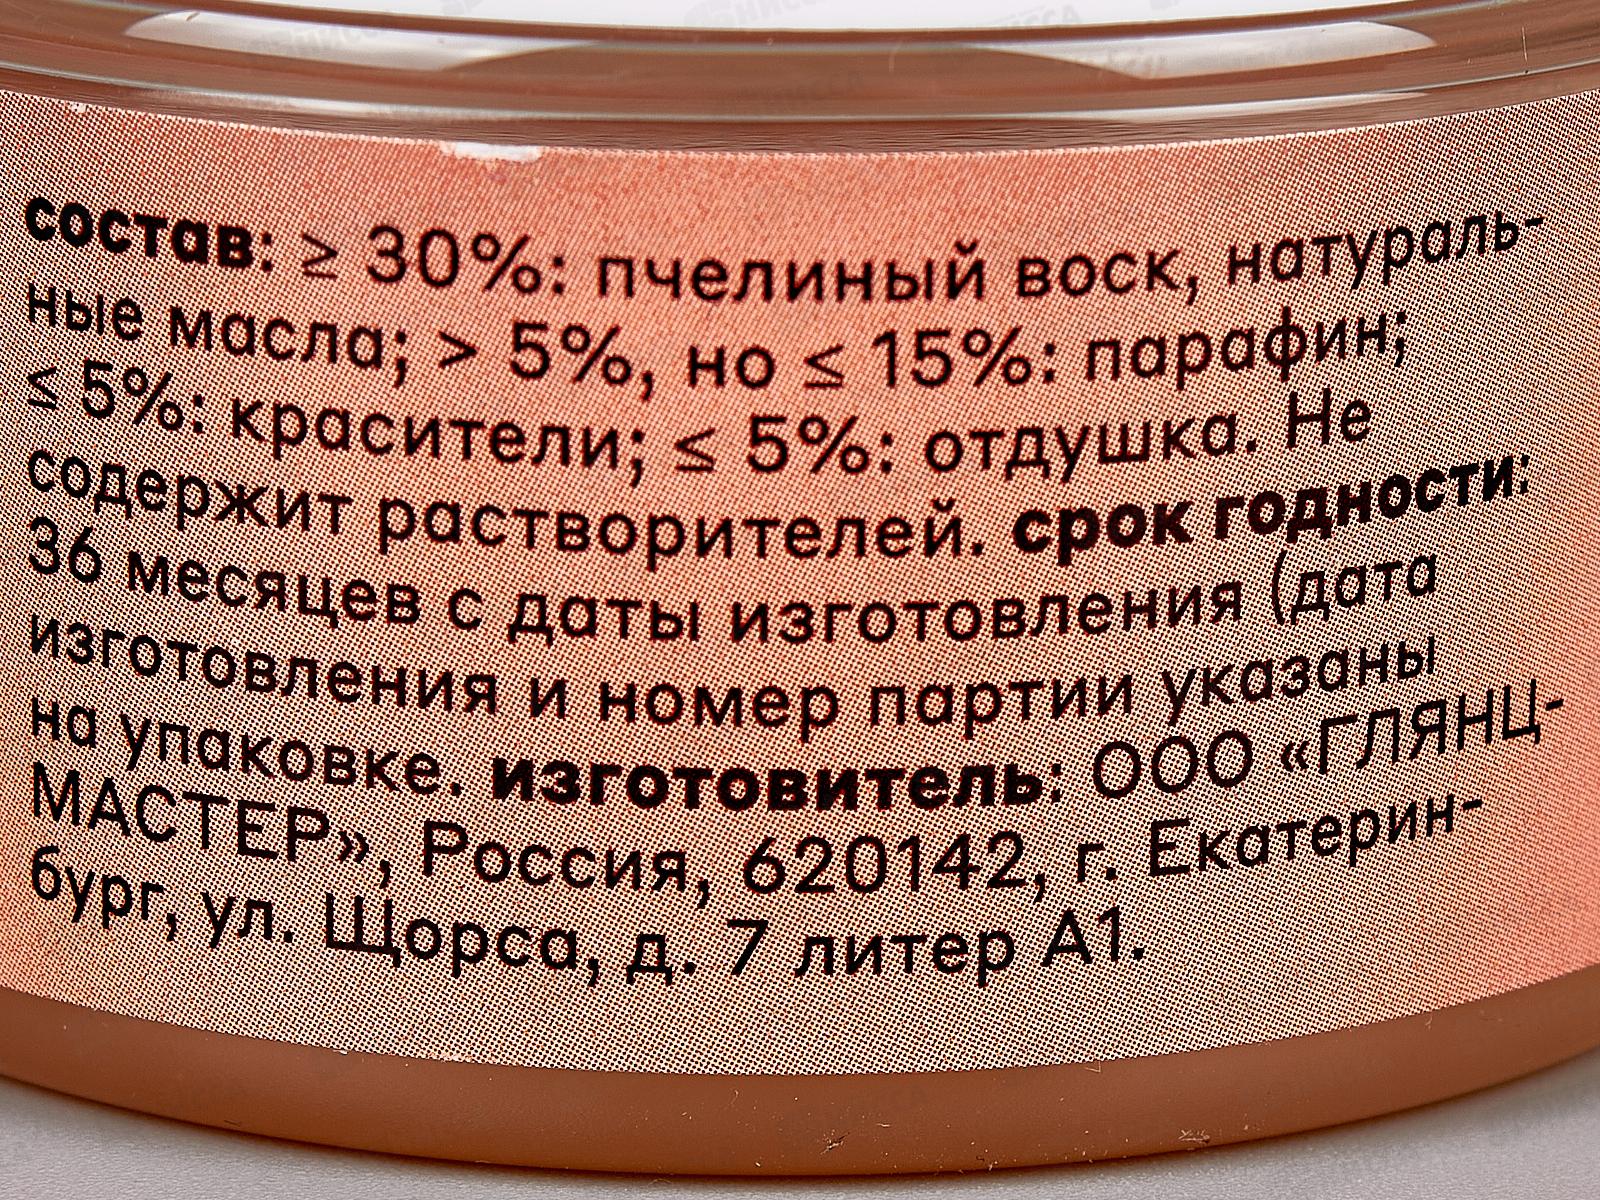 состав: ≥ 30%: пчелиный воск, натураль-
ные масла; > 5%, но ≤ 15%: парафин;
≤ 5%: красители; ≤ 5%: отдушка. Не
содержит растворителей. срок годности:
36 месяцев с даты изготовления (дата
изготовления и номер партии указаны
на упаковке. изготовитель: ООО «ГЛЯНЦ-
МАСТЕР», Россия, 620142, г. Екатерин-
бург, ул. Щорса, д. 7 литер А1.